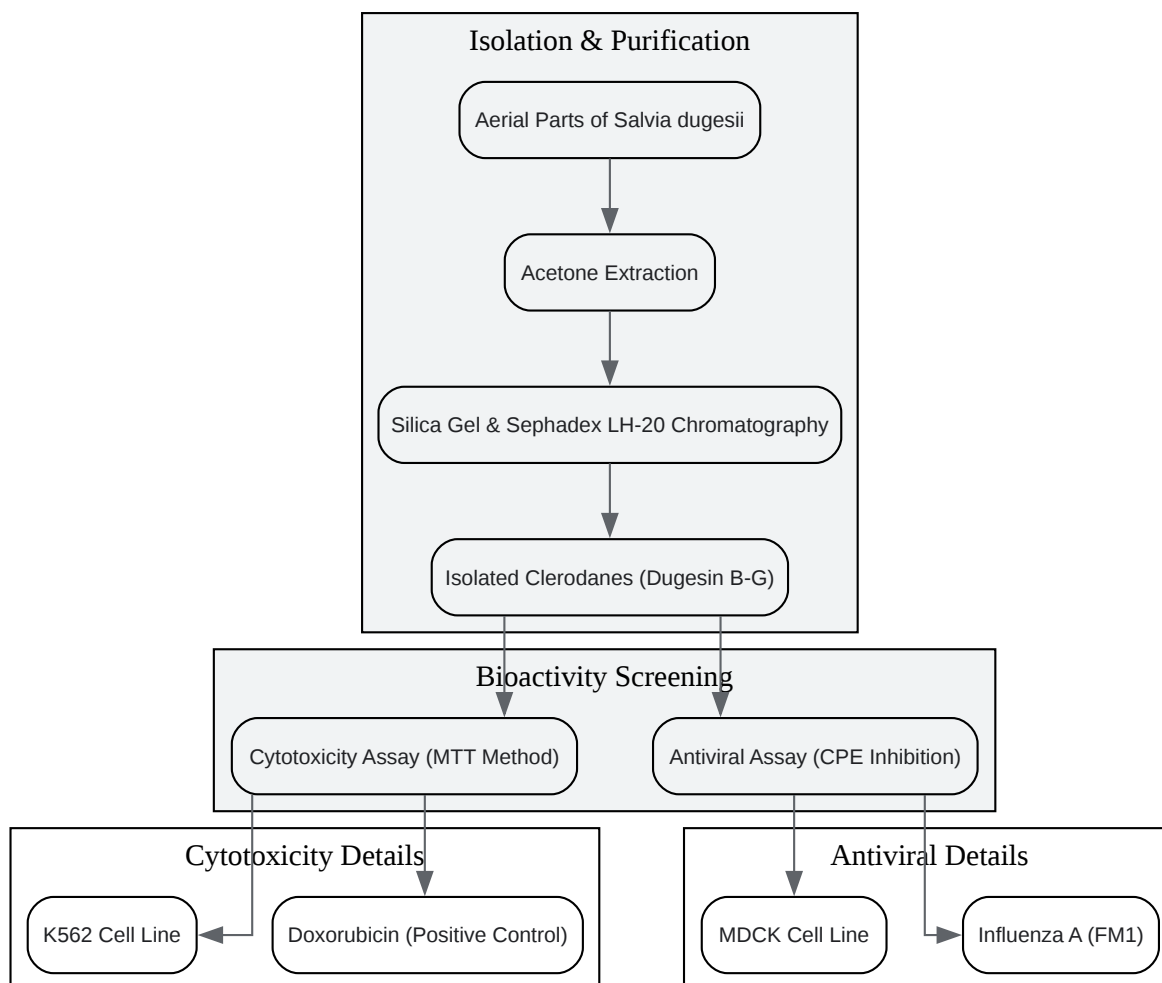 Isolation & Purification
Aerial Parts of Salvia dugesii
Acetone Extraction
Silica Gel & Sephadex LH-20 Chromatography
Isolated Clerodanes (Dugesin B-G)
Bioactivity Screening
Cytotoxicity Assay (MTT Method)
Antiviral Assay (CPE Inhibition)
Cytotoxicity Details
Antiviral Details
K562 Cell Line
Doxorubicin (Positive Control)
MDCK Cell Line
Influenza A (FM1)